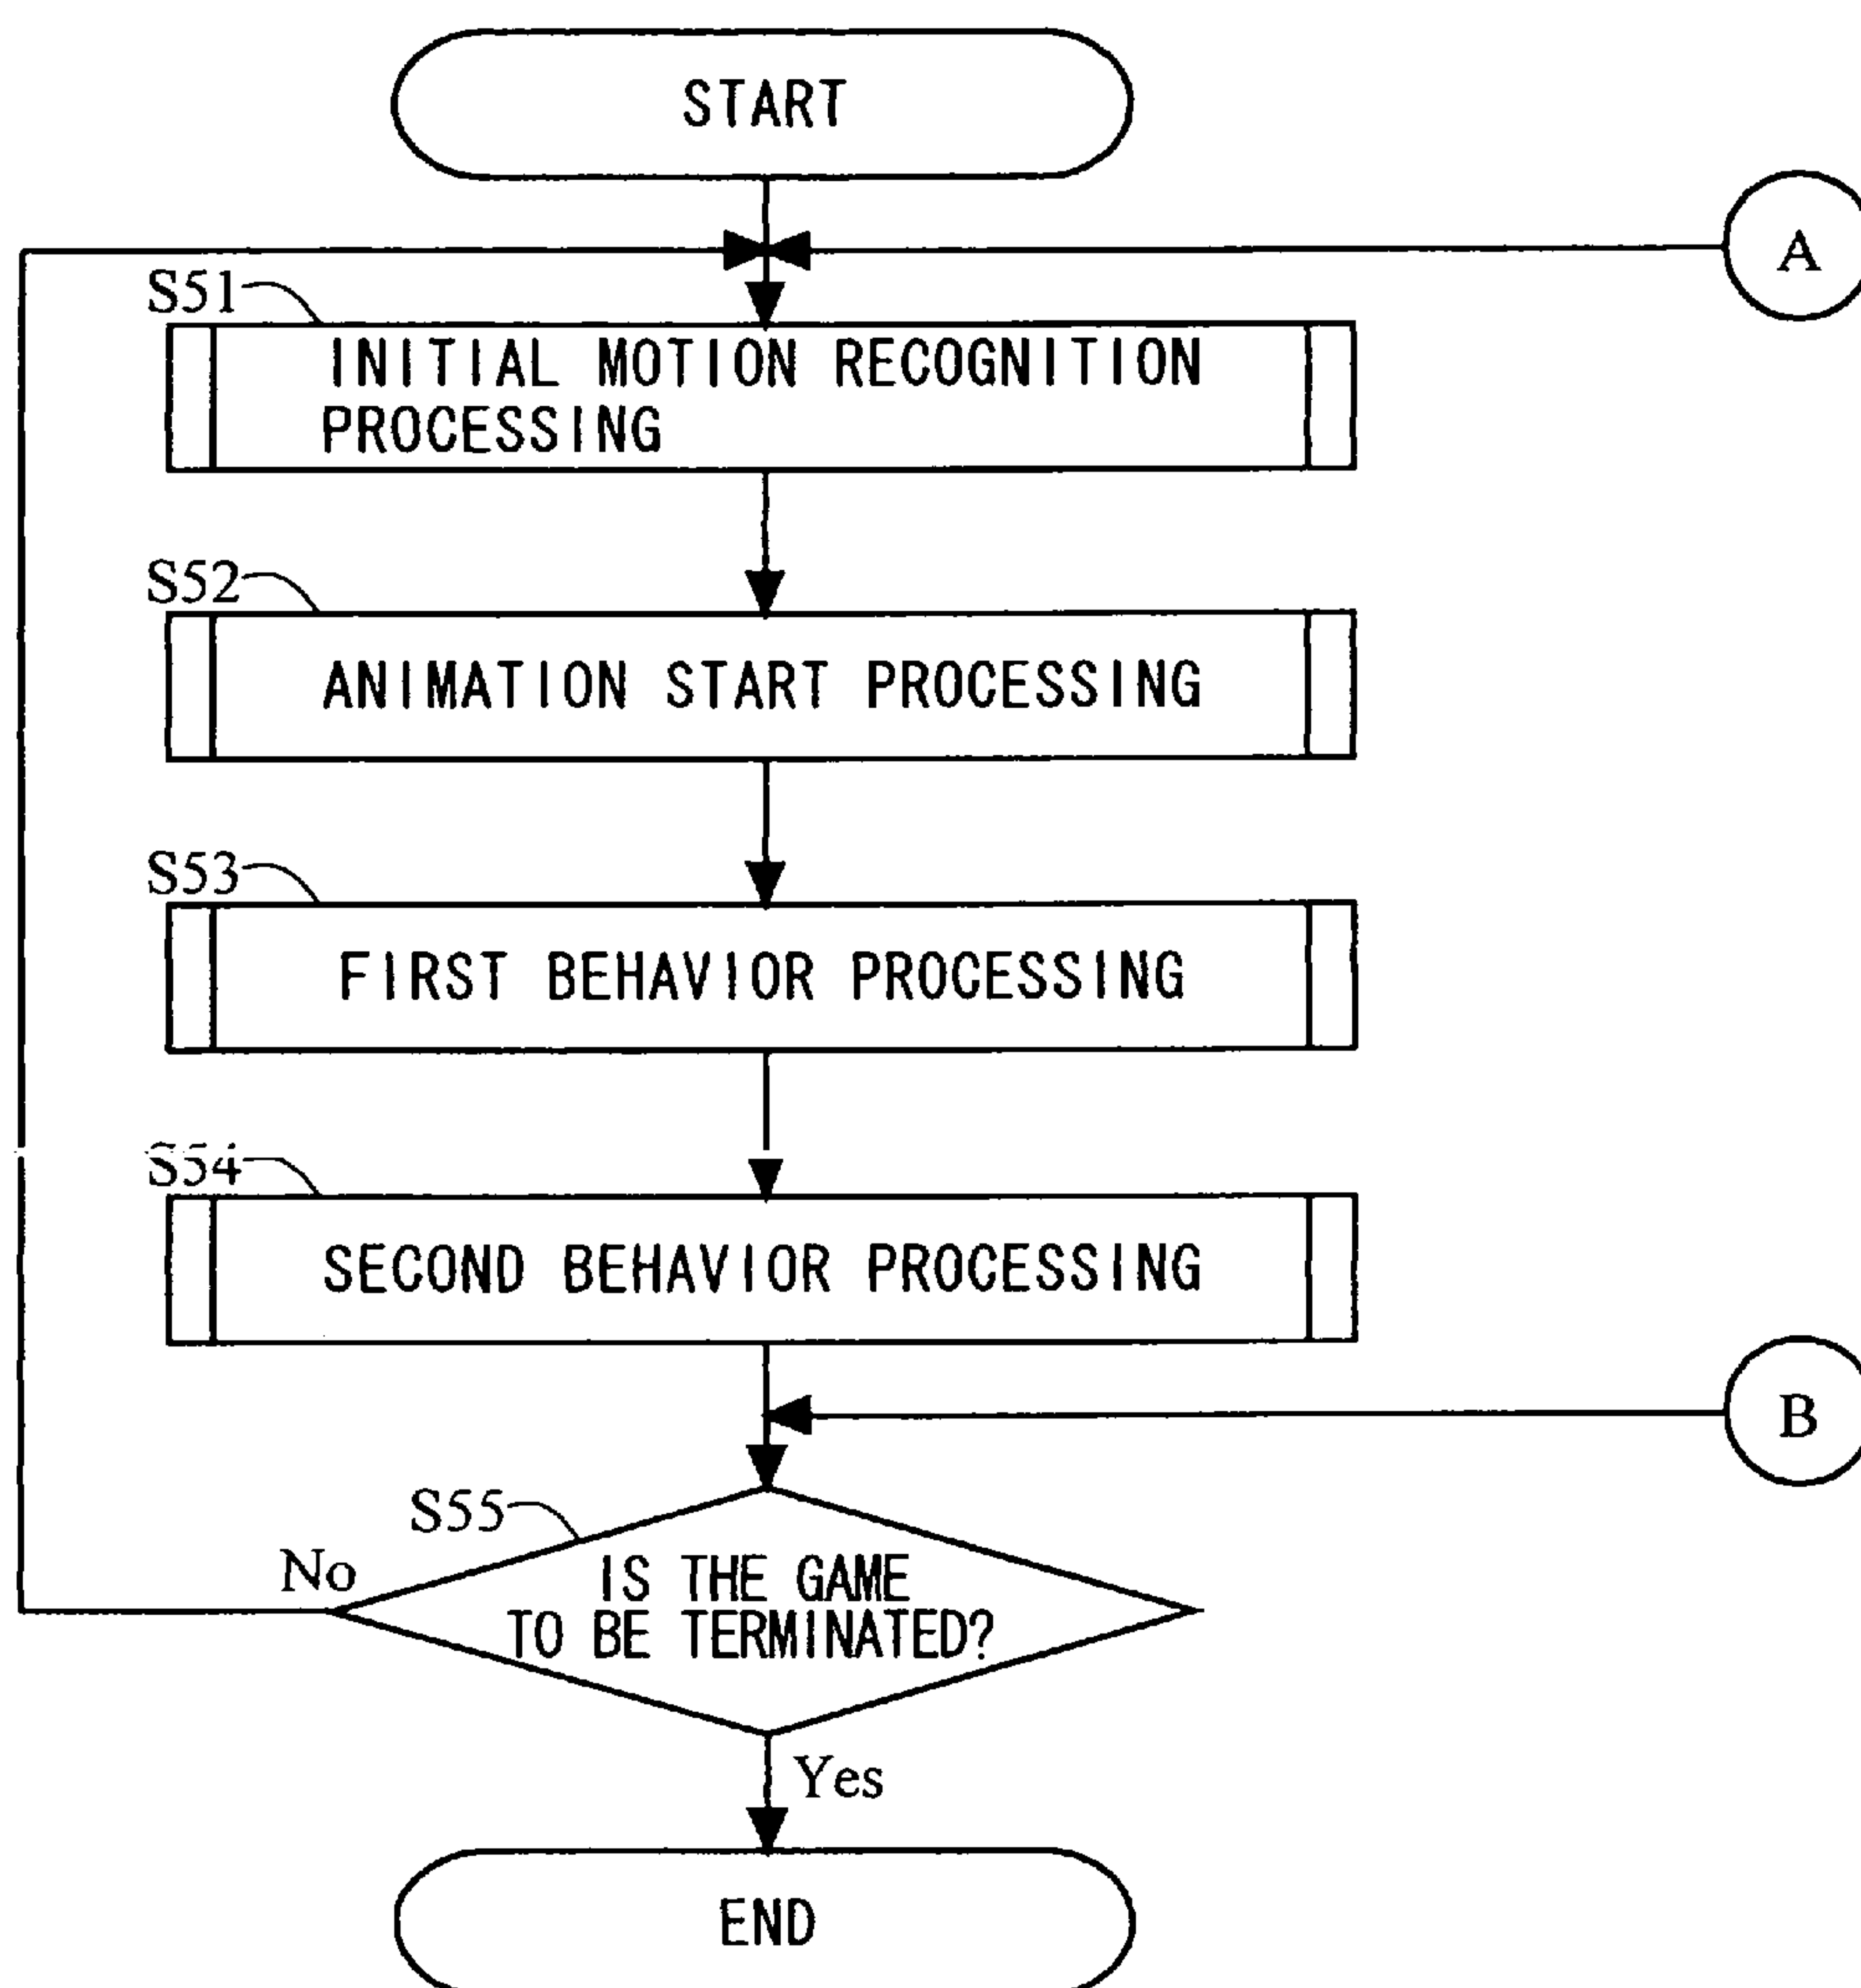 START
A
S51
INITIAL MOTION RECOGNITION
PROCESSING
S52
ANIMATION START PROCESSING
S53
FIRST BEHAVIOR PROCESSING
S54
SECOND BEHAVIOR PROCESSING
B
S55
No
IS THE GAME
TO BE TERMINATED?
Yes
END